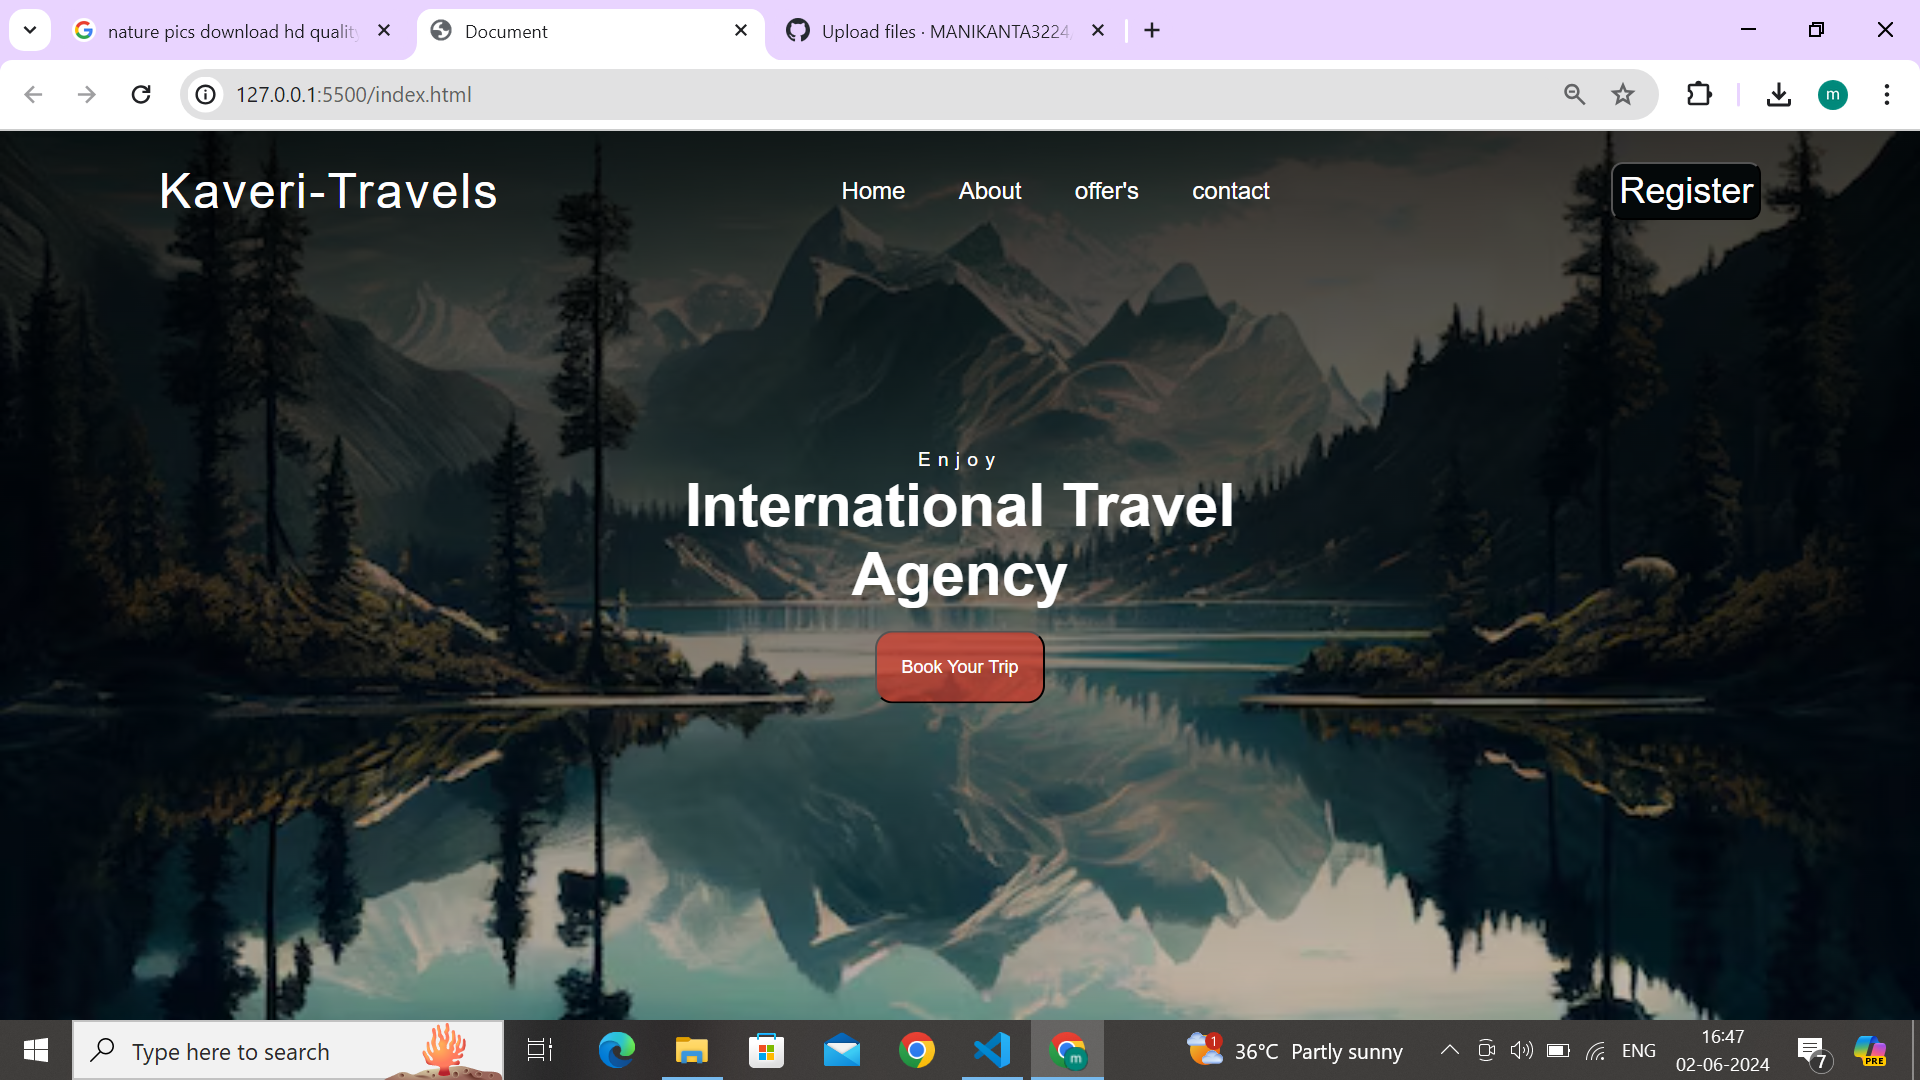 nature pics download hd quality
Document
Upload files · MANIKANTA3224
127.0.0.1:5500/index.html
m
Kaveri-Travels
Home
About
offer's
contact
Register
Enjoy
International Travel
Agency
Book Your Trip
Type here to search
m
1
36°C Partly sunny
ENG
16:47
02-06-2024
7
PRE